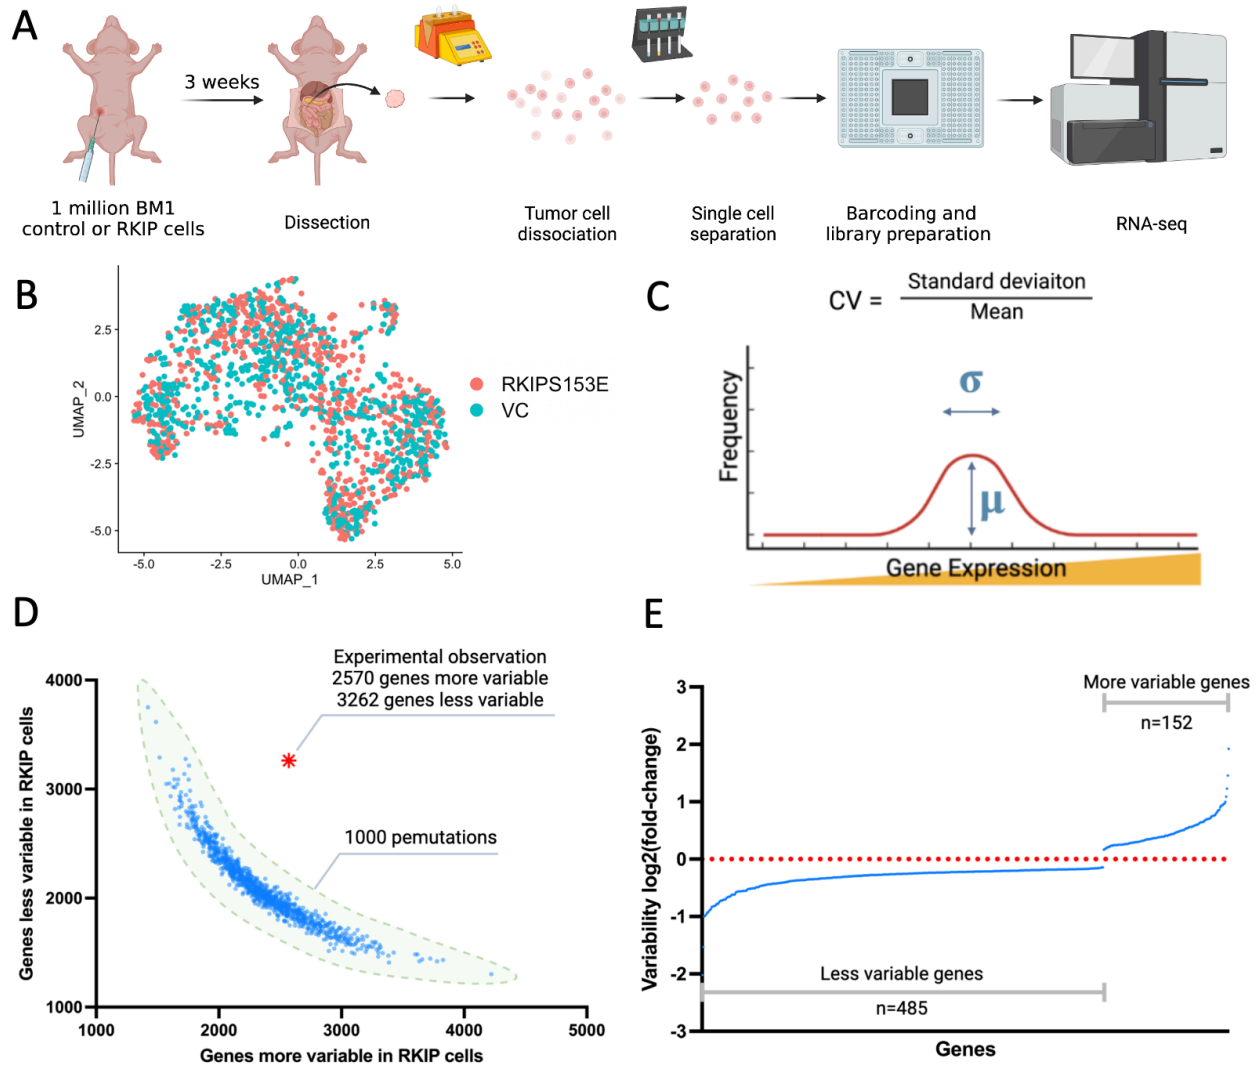 A
3 weeks
1 million BM1
control or RKIP cells
Dissection
Tumor cell
dissociation
Single cell
separation
Barcoding and
library preparation
RNA-seq
B
2.5
0.0
-2.5
-5.0
UMAP_2
-5.0
-2.5
0.0
2.5
5.0
UMAP_1
RKIPS153E
VC
C
CV =
Standard deviaiton
Mean
Frequency
σ
μ
Gene Expression
D
Experimental observation
2570 genes more variable
3262 genes less variable
1000 pemutations
4000
3000
2000
1000
Genes less variable in RKIP cells
1000
2000
3000
4000
5000
Genes more variable in RKIP cells
E
More variable genes
n=152
3
2
1
0
-1
-2
-3
Variability log2(fold-change)
Less variable genes
n=485
Genes